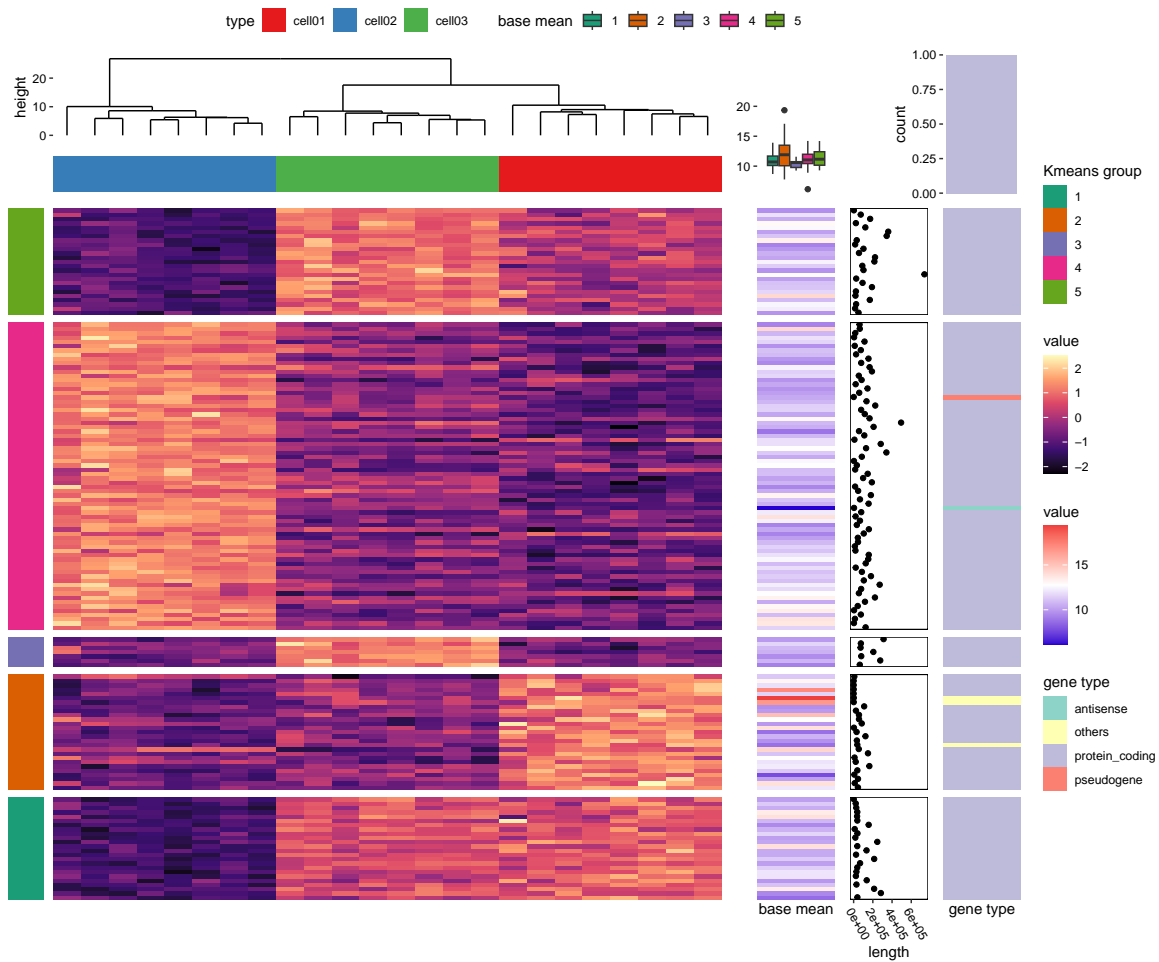 type cell01 cell02 cell03 base mean 1 2 3 4 5
height
20
10
0
20
15
10
count
1.00
0.75
0.50
0.25
0.00
Kmeans group
1
2
3
4
5
value
2
1
0
−1
−2
value
15
10
gene type
antisense
others
protein_coding
pseudogene
base mean
0e+00
2e+05
4e+05
6e+05
length
gene type